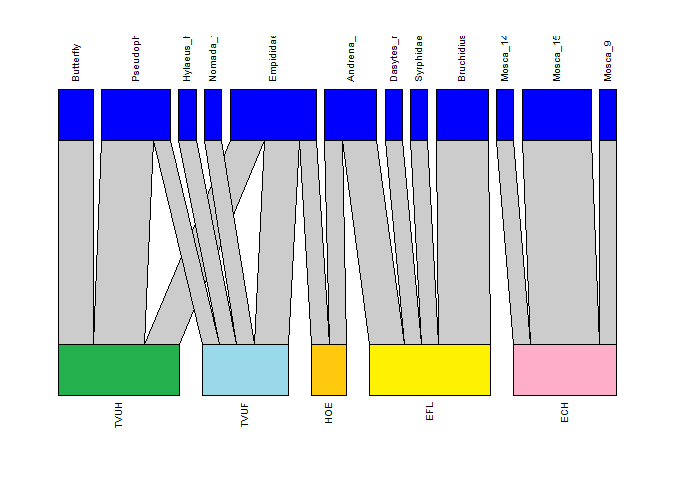 Butterfly
Pseudoph
Hylaeus_
Nomada_
Empididae
Andrena_
Dasytes_
Syrphidae
Bruchidius
Mosca_12
Mosca_15
Mosca_9
TVUH
TVUF
HOE
EFL
ECH